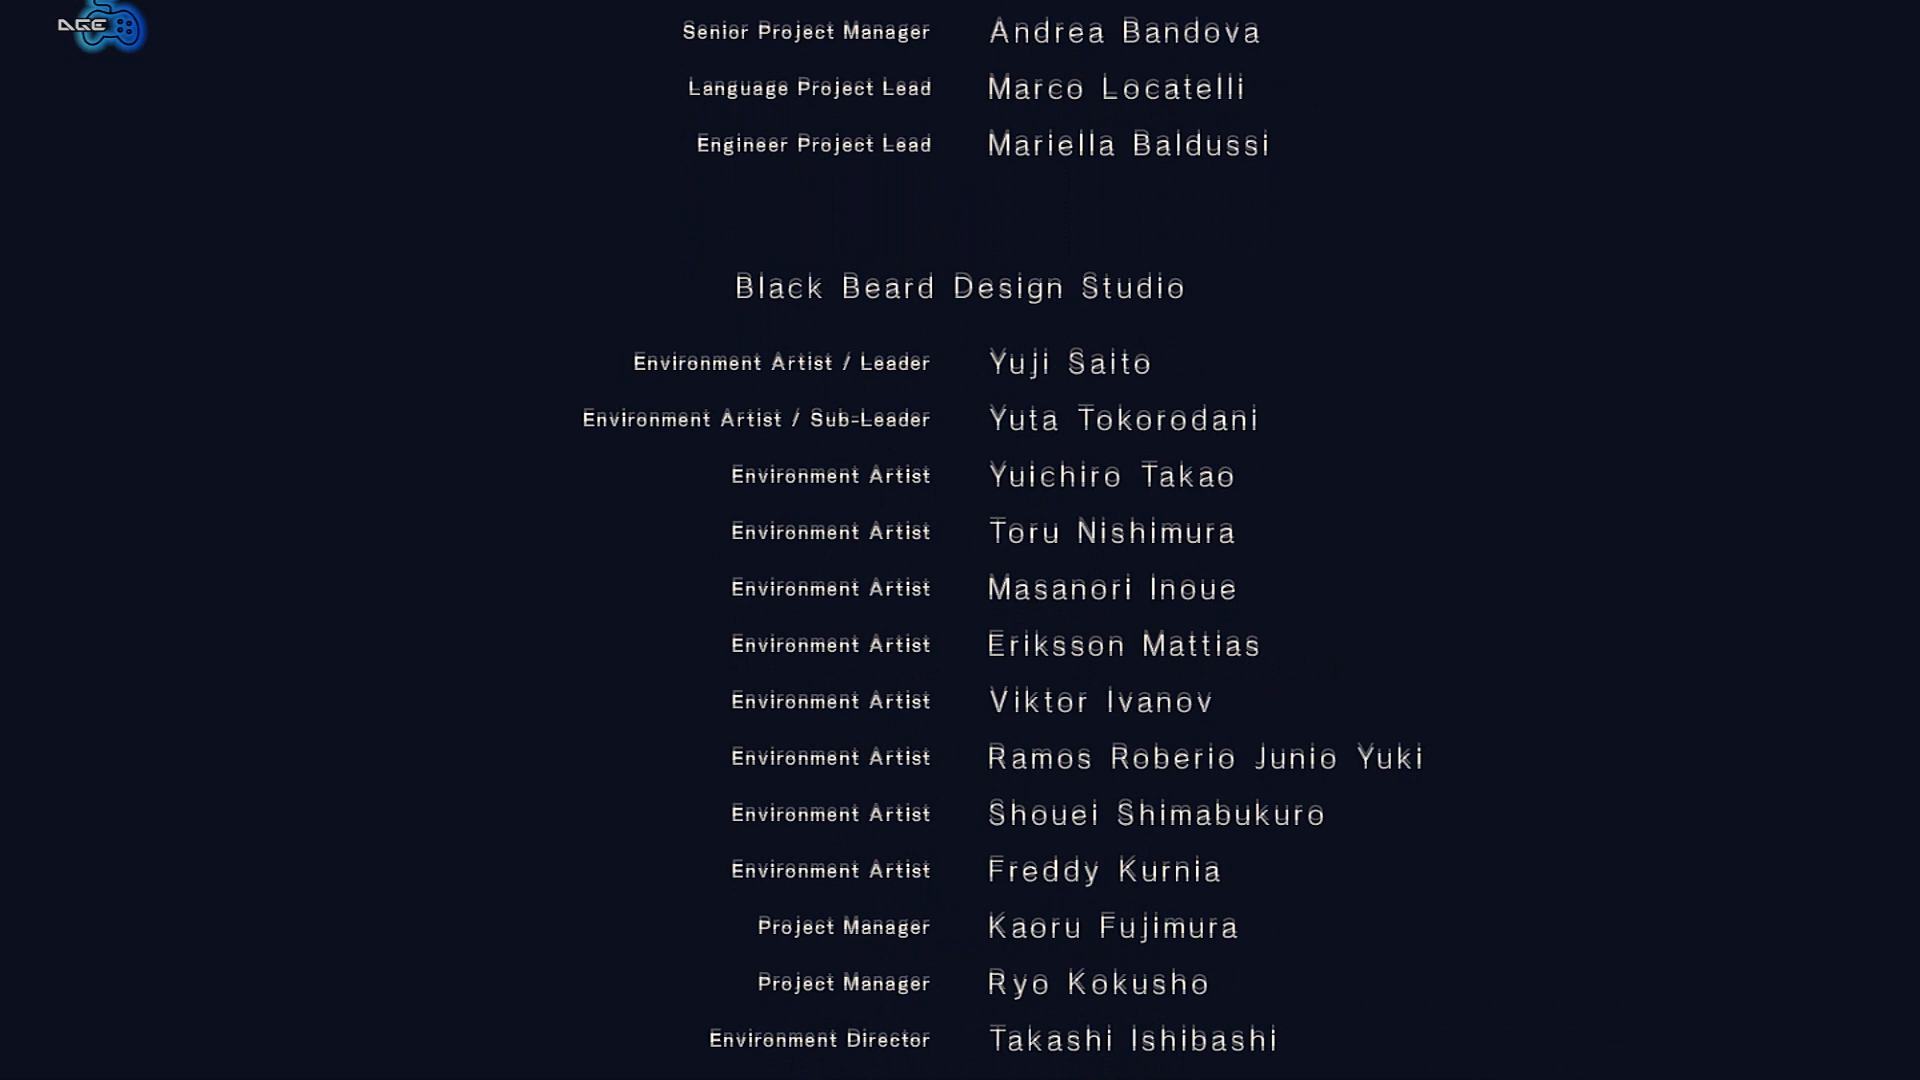 AGE
Senior Project Manager Andrea Bandova
Language Project Lead Marco Locatelli
Engineer Project Lead Mariella Baldussi
Black Beard Design Studio
Environment Artist / Leader Yuji Saito
Environment Artist / Sub-Leader Yuta Tokorodani
Environment Artist Yuichiro Takao
Environment Artist Toru Nishimura
Environment Artist Masanori Inoue
Environment Artist Eriksson Mattias
Environment Artist Viktor Ivanov
Environment Artist Ramos Roberio Junio Yuki
Environment Artist Shouei Shimabukuro
Environment Artist Freddy Kurnia
Project Manager Kaoru Fujimura
Project Manager Ryo Kokusho
Environment Director Takashi Ishibashi